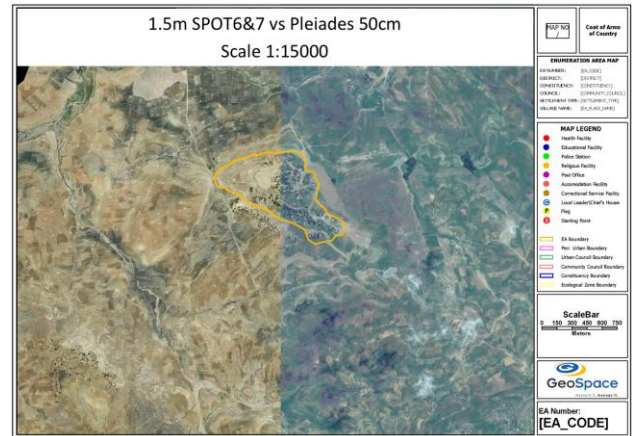 1.5m SPOT6&7 vs Pleiades 50cm
Scale 1:15000
MAP NO
/
Coat of Arms
of Country
ENUMERATION AREA MAP
EA NUMBER: [EA_CODE]
DISTRICT: [DISTRICT]
CONSTITUENCY: [CONSTITUENCY]
COUNCIL: [COMMUNITY_COUNCIL]
SETTLEMENT TYPE: [SETTLEMENT_TYPE]
VILLAGE NAME: [EA_PLACE_NAME]
MAP LEGEND
Health Facility
Educational Facility
Police Station
Religious Facility
Post Office
Accomodation Facility
Correctional Service Facility
Local Leader/Chief's House
Flag
Starting Point
EA Boundary
Peri Urban Boundary
Urban Council Boundary
Community Council Boundary
Constituency Boundary
Ecological Zone Boundary
ScaleBar
0 150 300 450 600 750
Meters
GeoSpace
EA Number:
[EA_CODE]